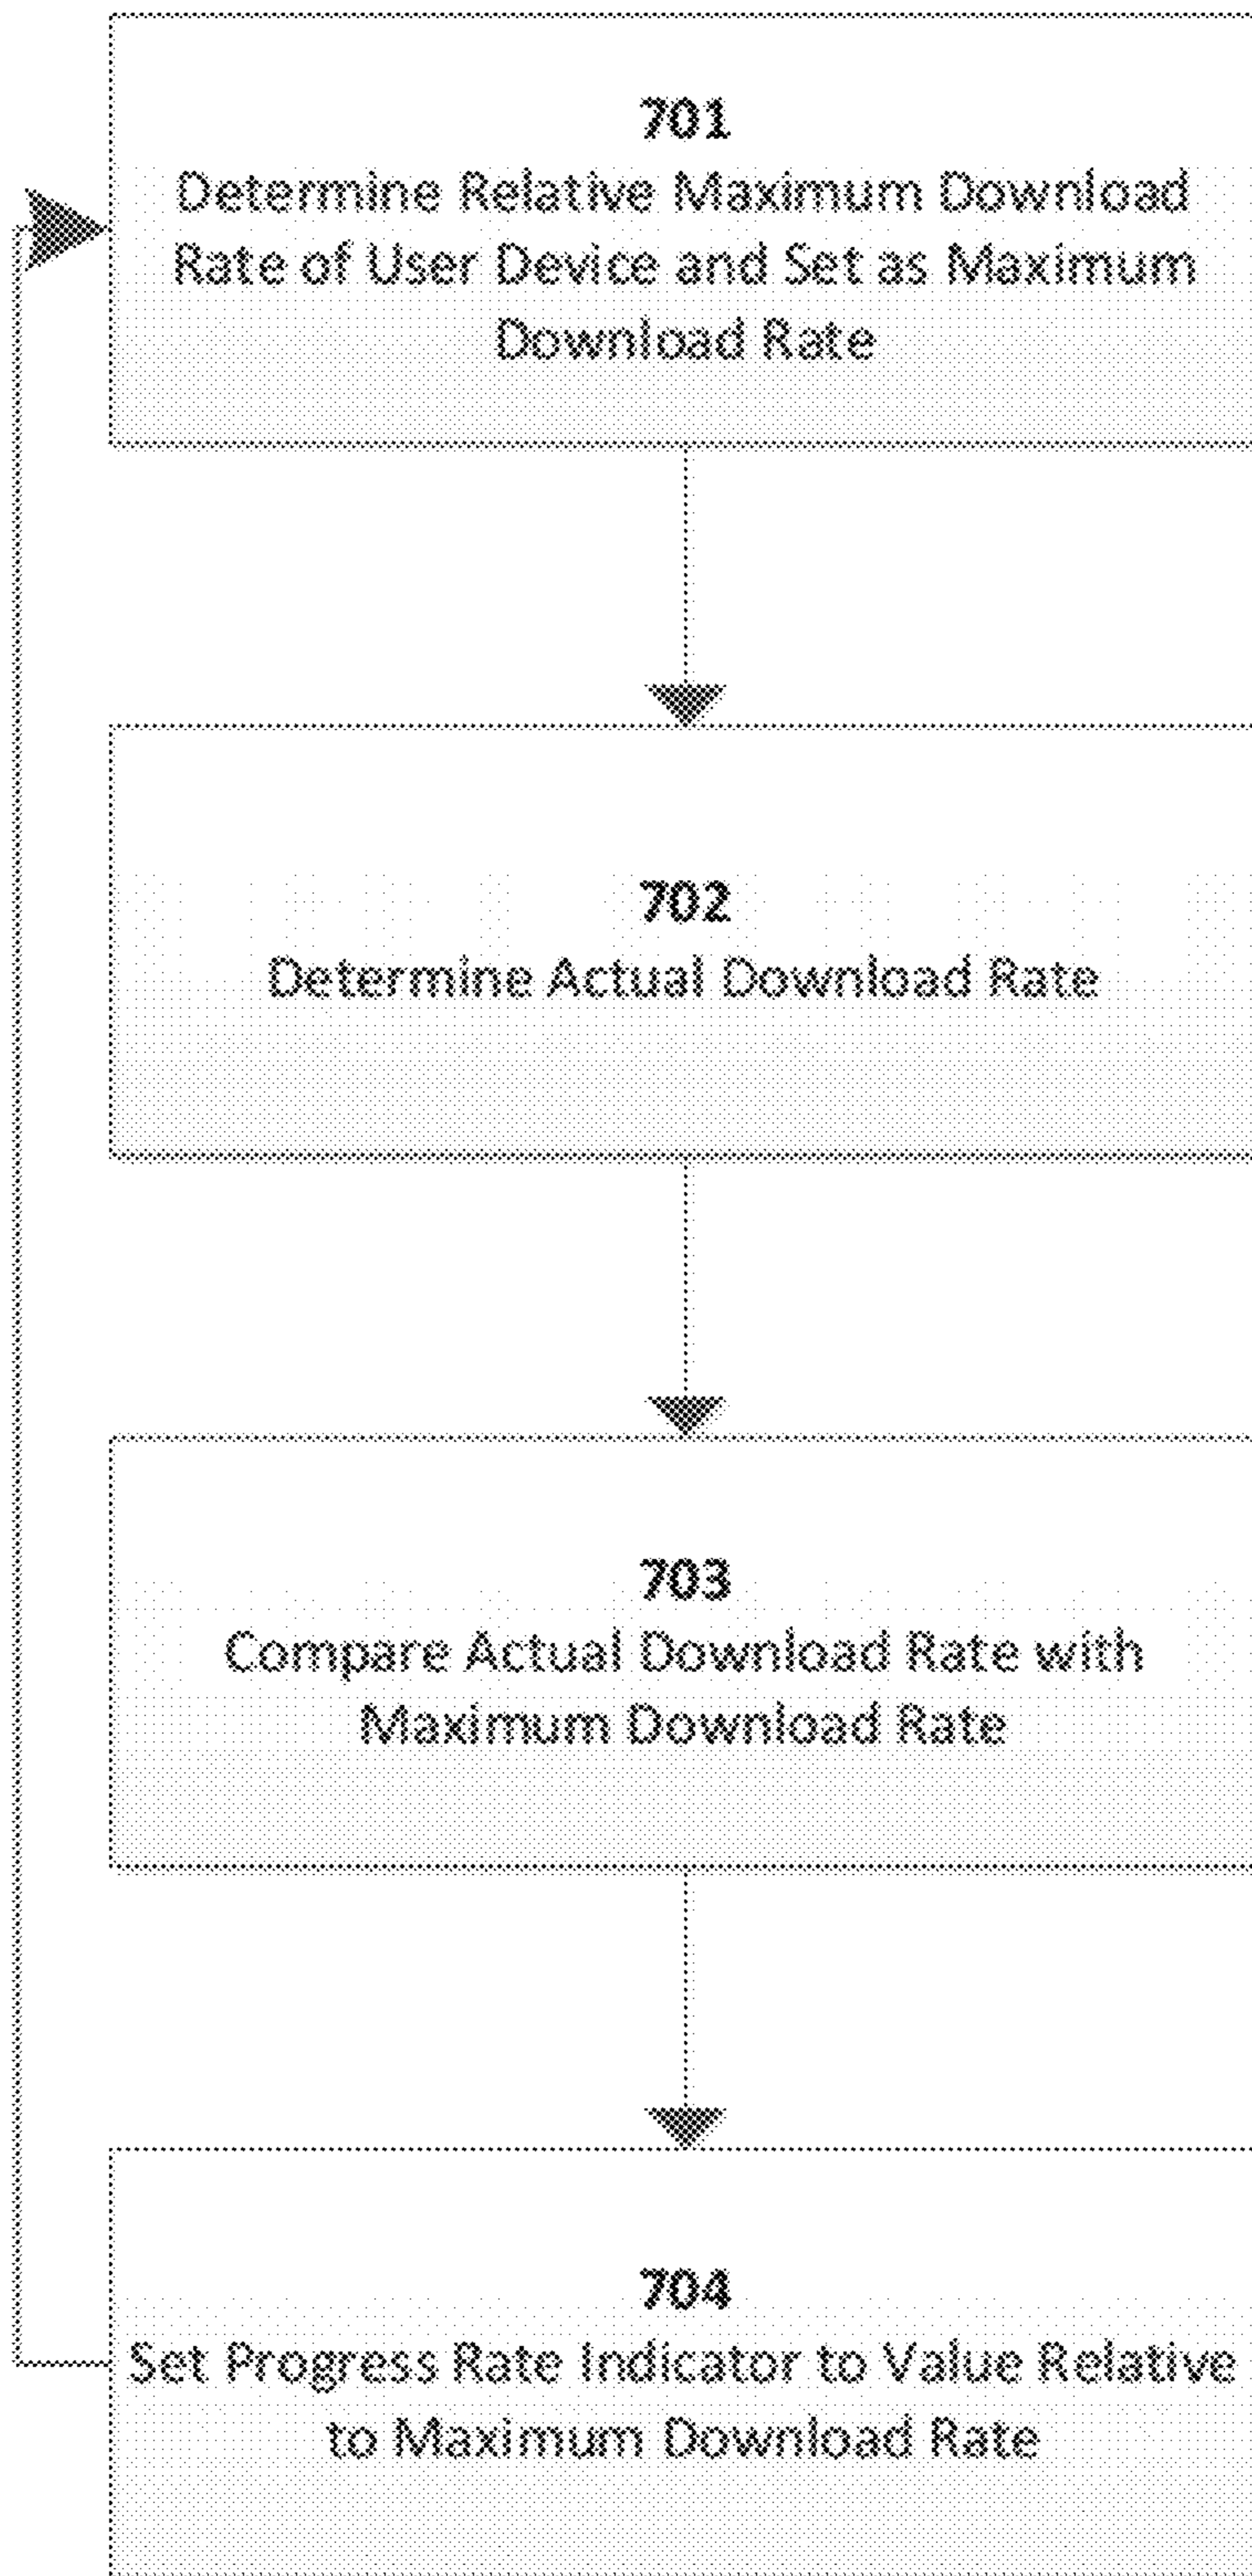 701
Determine Relative Maximum Download
Rate of User Device and Set as Maximum
Download Rate
702
Determine Actual Download Rate
703
Compare Actual Download Rate with
Maximum Download Rate
704
Set Progress Rate Indicator to Value Relative
to Maximum Download Rate